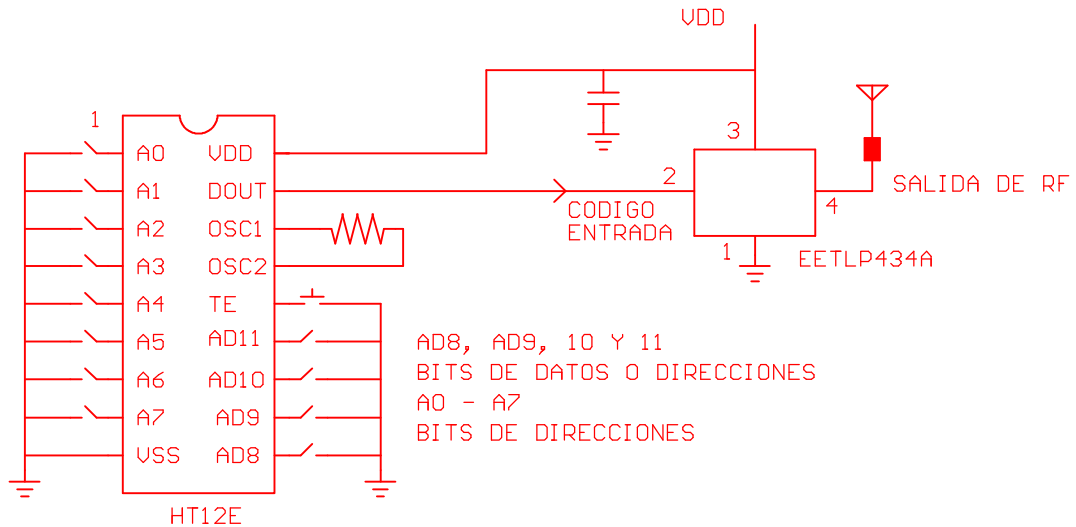 VDD
1
A0 VDD
A1 DOUT
A2 OSC1
A3 OSC2
A4 TE
A5 AD11
A6 AD10
A7 AD9
VSS AD8
HT12E
CODIGO
ENTRADA
2
3
1
4
SALIDA DE RF
EETLP434A
AD8, AD9, 10 Y 11
BITS DE DATOS O DIRECCIONES
A0 - A7
BITS DE DIRECCIONES